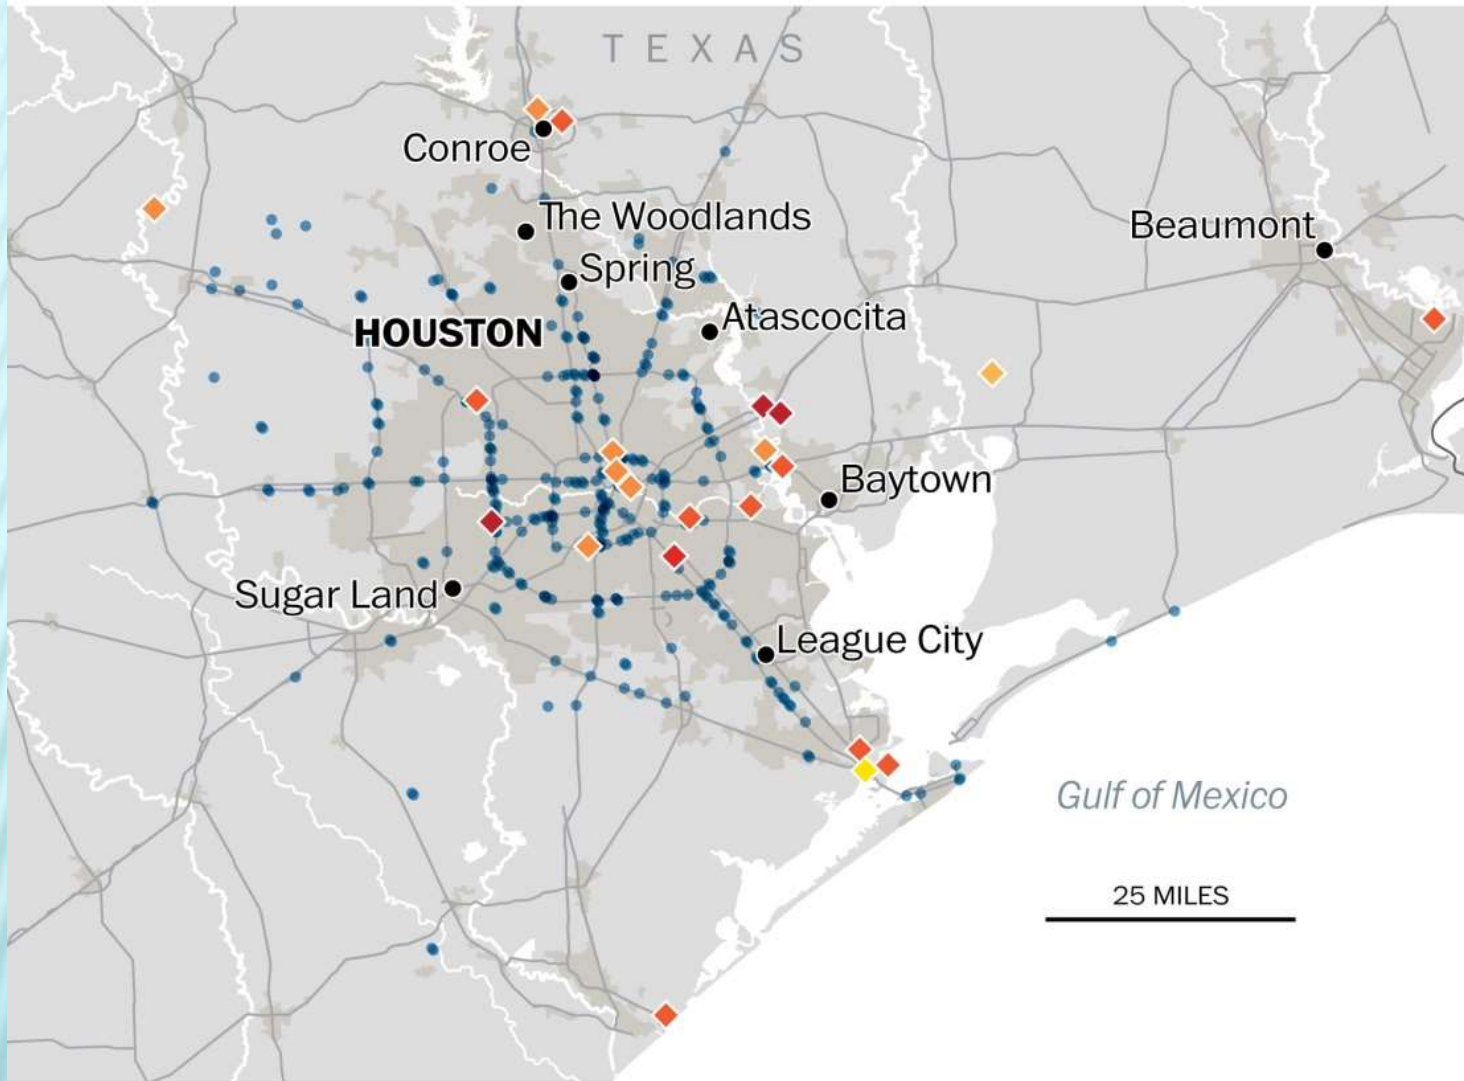 TEXAS
Conroe
The Woodlands
Beaumont
Spring
Atascocita
HOUSTON
Baytown
Sugar Land
League City
Gulf of Mexico
25 MILES